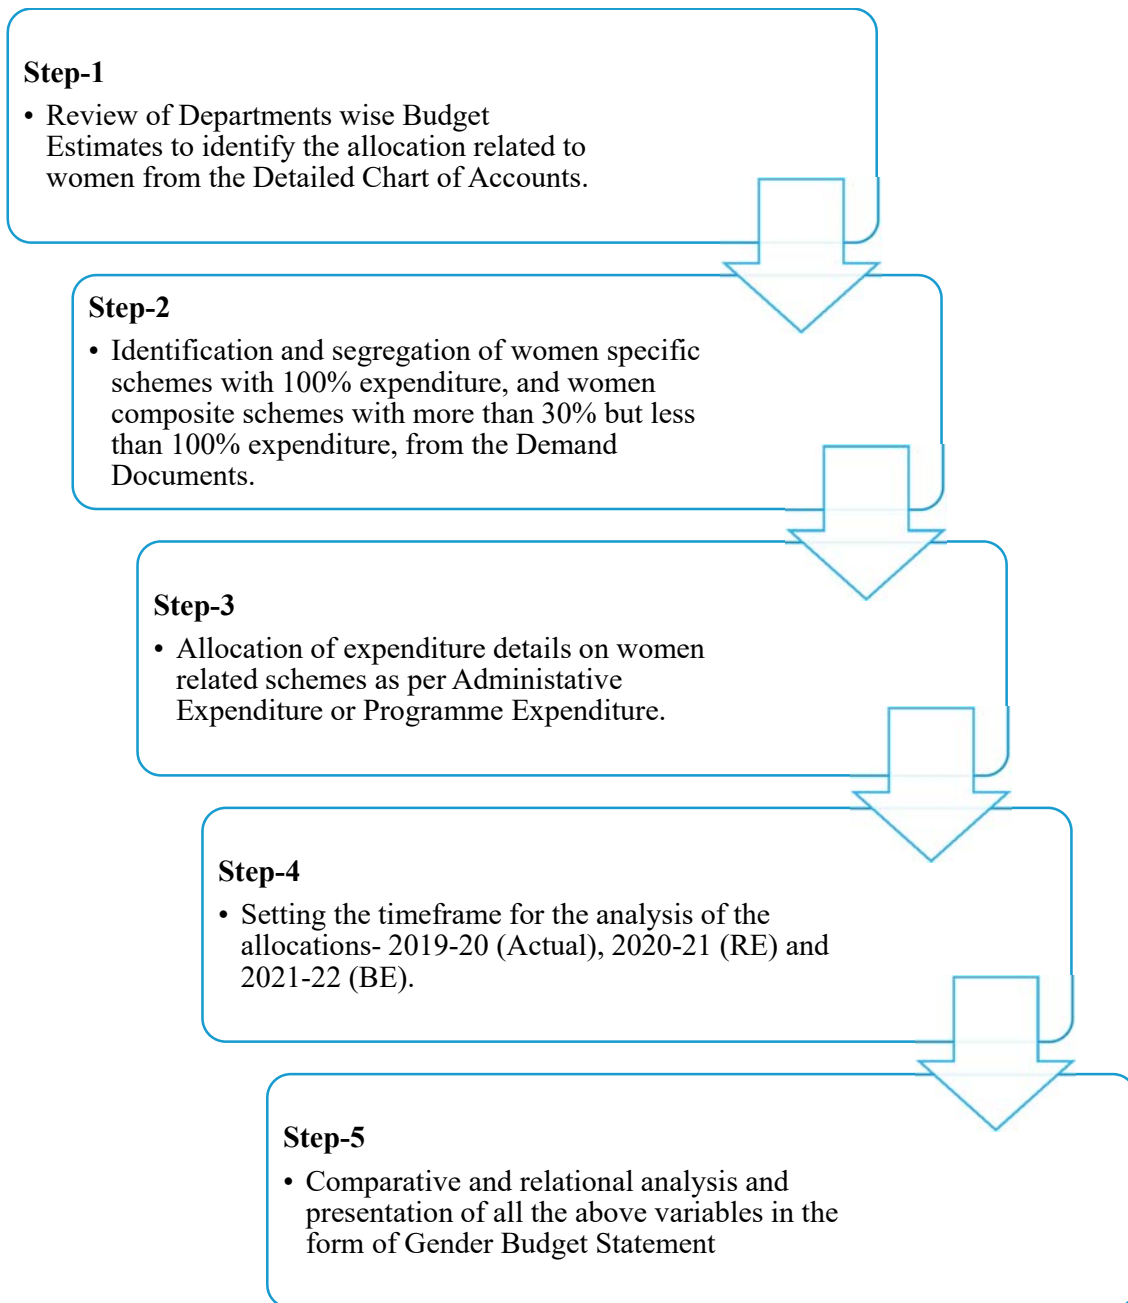 Step-1
• Review of Departments wise Budget
Estimates to identify the allocation related to
women from the Detailed Chart of Accounts.
Step-2
• Identification and segregation of women specific
schemes with 100% expenditure, and women
composite schemes with more than 30% but less
than 100% expenditure, from the Demand
Documents.
Step-3
• Allocation of expenditure details on women
related schemes as per Administative
Expenditure or Programme Expenditure.
Step-4
• Setting the timeframe for the analysis of the
allocations- 2019-20 (Actual), 2020-21 (RE) and
2021-22 (BE).
Step-5
• Comparative and relational analysis and
presentation of all the above variables in the
form of Gender Budget Statement